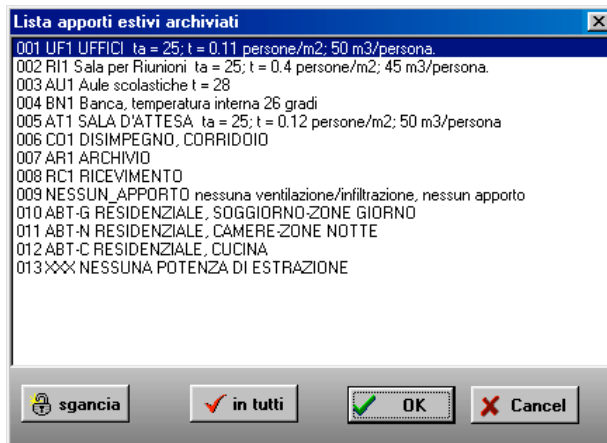 Lista apporti estivi archiviati
001 UF1 UFFICI ta = 25; t = 0.11 persone/m2; 50 m3/persona.
002 RI1 Sala per Riunioni ta = 25; t = 0.4 persone/m2; 45 m3/persona.
003 AU1 Aule scolastiche t = 28
004 BN1 Banca, temperatura interna 26 gradi
005 AT1 SALA D'ATTESA ta = 25; t = 0.12 persone/m2; 50 m3/persona
006 CO1 DISIMPEGNO, CORRIDOIO
007 AR1 ARCHIVIO
008 RC1 RICEVIMENTO
009 NESSUN_APPORTO nessuna ventilazione/infiltrazione, nessun apporto
010 ABT-G RESIDENZIALE, SOGGIORNO-ZONE GIORNO
011 ABT-N RESIDENZIALE, CAMERE-ZONE NOTTE
012 ABT-C RESIDENZIALE, CUCINA
013 XXX NESSUNA POTENZA DI ESTRAZIONE
sgancia in tutti OK Cancel